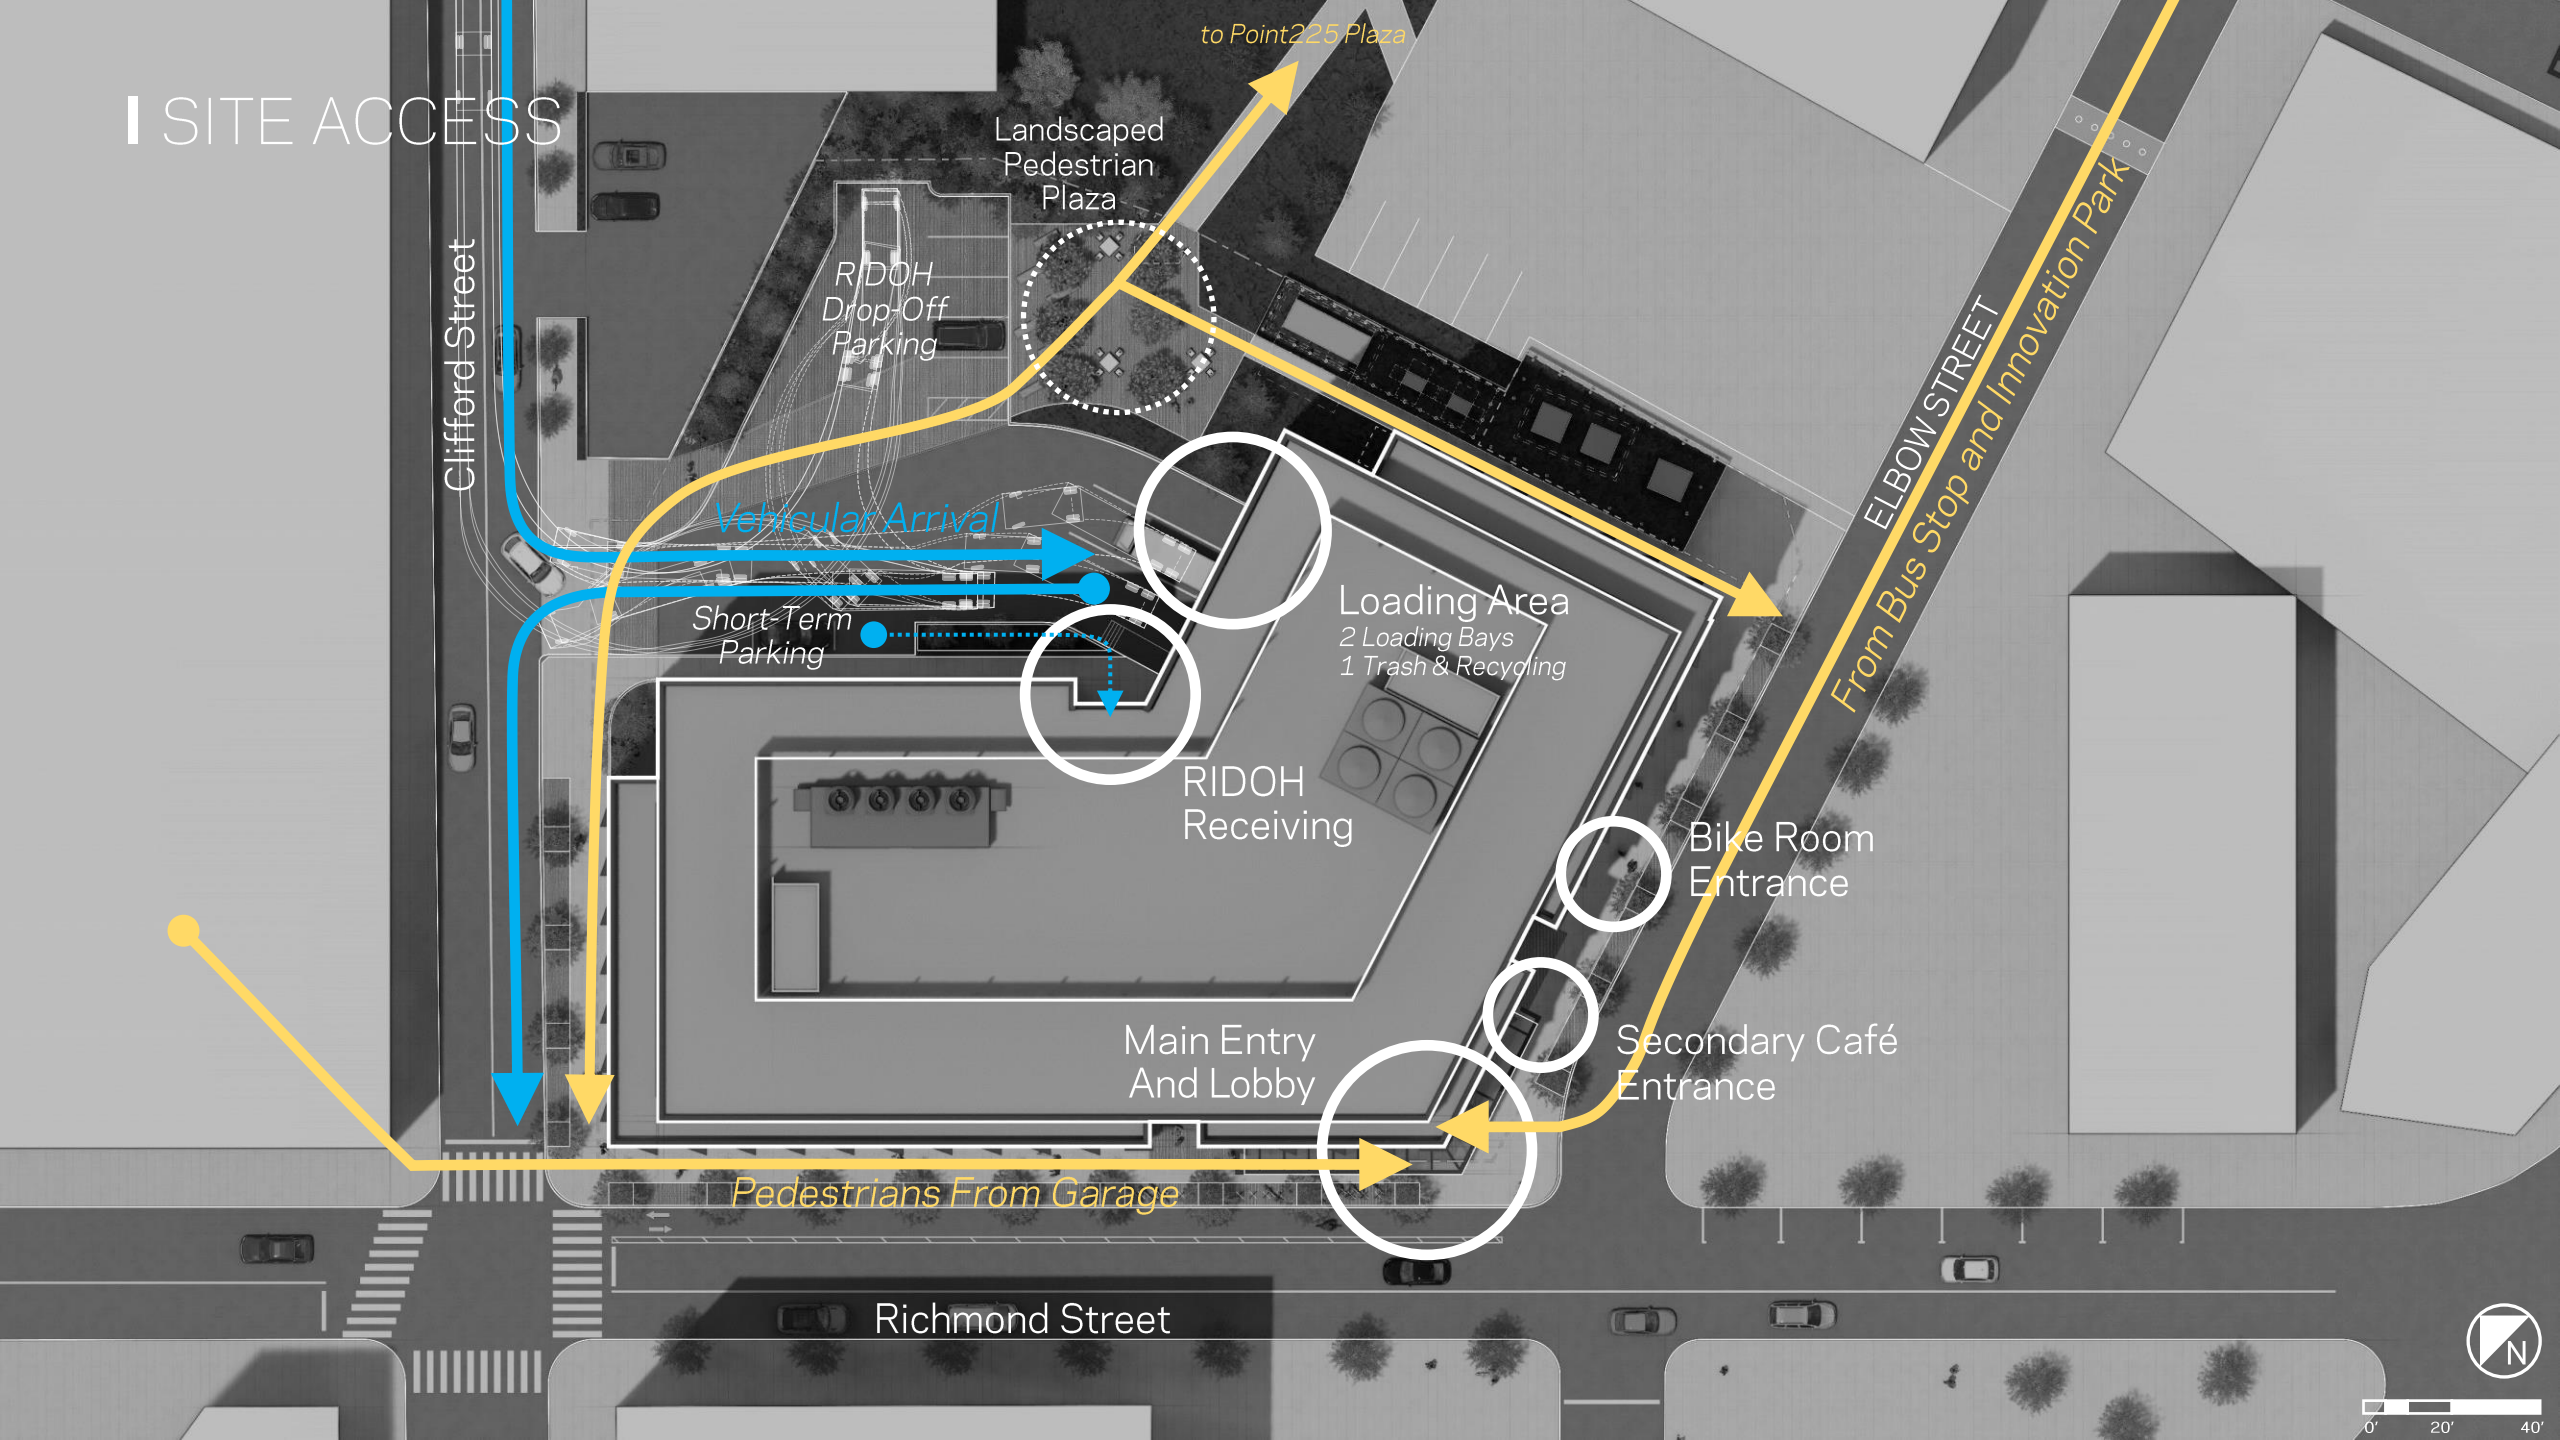 SITE ACCESS
to Point225 Plaza
Landscaped
Pedestrian
Plaza
Cliffford Street
RIDOH
Drop-Off
Parking
ELBOW STREET
From Bus Stop and Innovation Park
Vehicular Arrival
Short-Term
Parking
Loading Area
2 Loading Bays
1 Trash & Recycling
RIDOH
Receiving
Bike Room
Entrance
Main Entry
And Lobby
Secondary Café
Entrance
Pedestrians From Garage
Richmond Street
N
0' 20' 40'